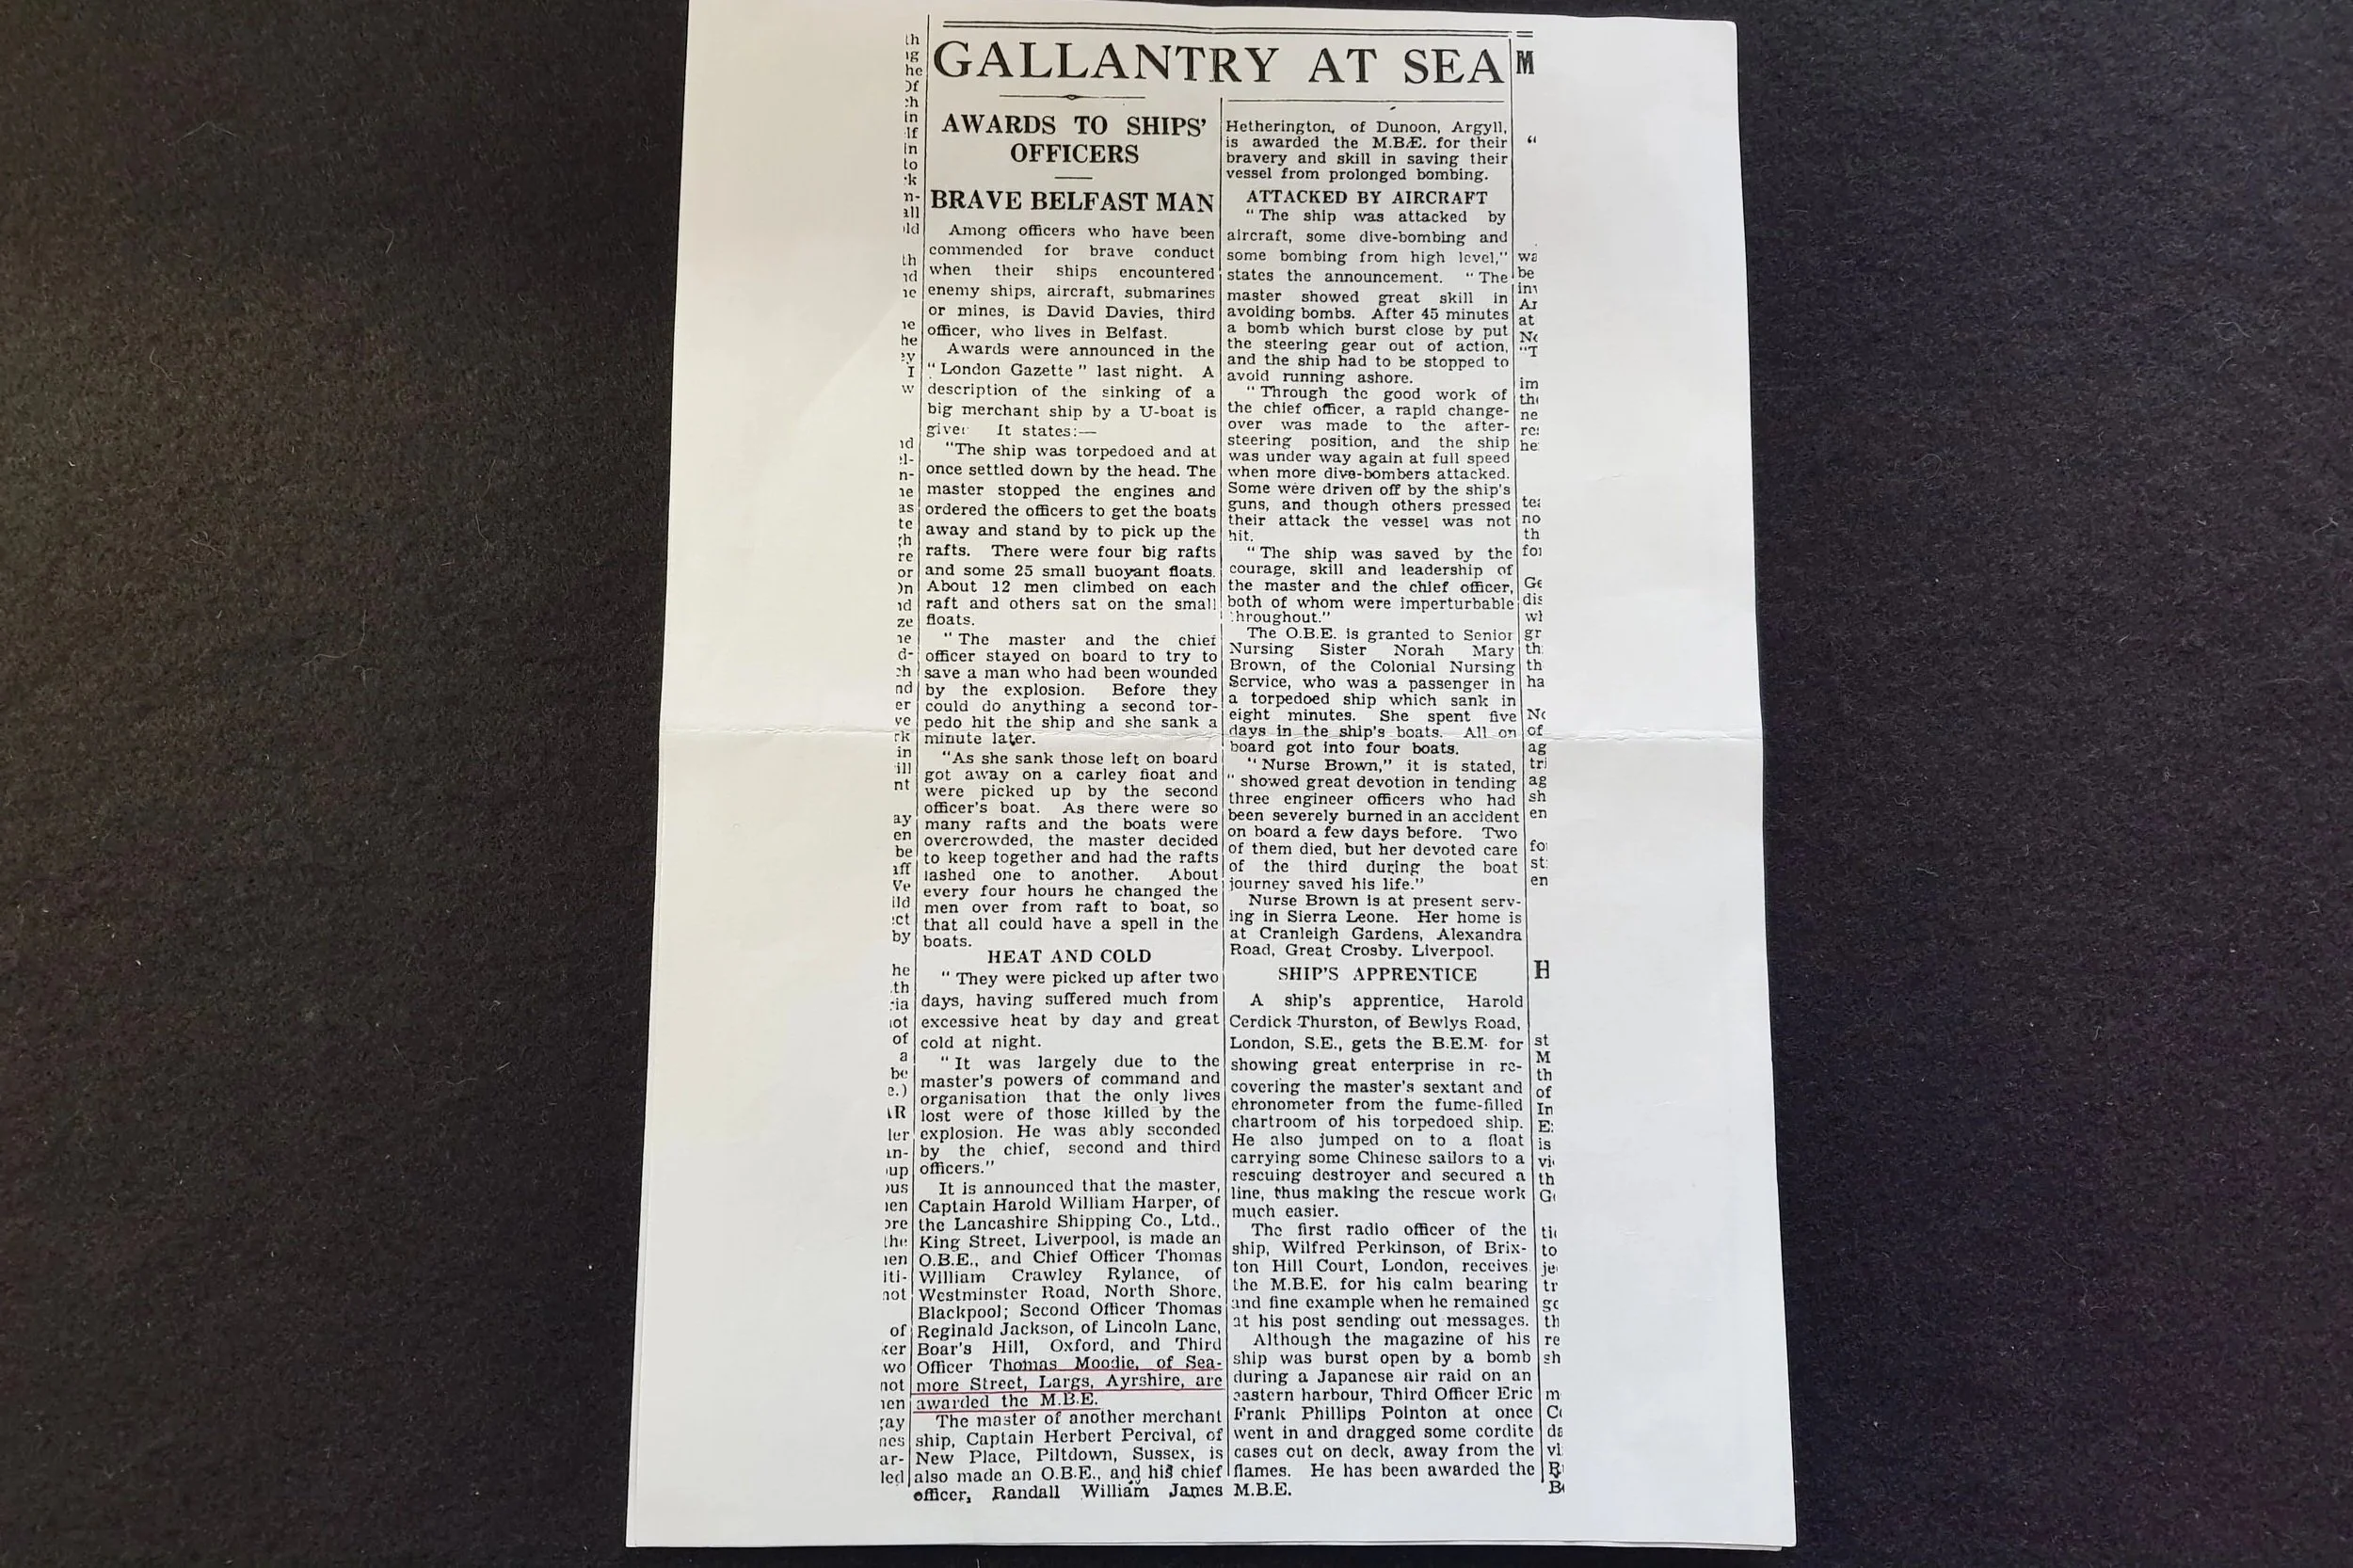 GALLANTRY AT SEA
AWARDS TO SHIPS'
OFFICERS
BRAVE BELFAST MAN
Among officers who have been
commended for brave conduct
when their ships encountered
enemy ships, aircraft, submarines
or mines, is David Davies, third
officer, who lives in Belfast.
Awards were announced in the
"London Gazette" last night. A
description of the sinking of a
big merchant ship by a U-boat is
It states:—
"The ship was torpedoed and at
once settled down by the head. The
master stopped the engines and
ordered the officers to get the boats
away and stand by to pick up the
rafts. There were four big rafts
and some 25 small buoyant floats.
About 12 men climbed on each
raft and others sat on the small
floats.
"The master and the chief
officer stayed on board to try to
save a man who had been wounded
by the explosion. Before they
could do anything a second tor-
pedo hit the ship and she sank a
minute later.
"As she sank those left on board
got away on a carley float and
were picked up by the second
officer's boat. As there were so
many rafts and the boats were
overcrowded, the master decided
to keep together and had the rafts
lashed one to another. About
every four hours he changed the
men over from raft to boat, so
that all could have a spell in the
boats.
HEAT AND COLD
"They were picked up after two
days, having suffered much from
excessive heat by day and great
cold at night.
"It was largely due to the
master's powers of command and
organisation that the only lives
lost were of those killed by the
explosion. He was ably seconded
by the chief, second and third
officers."
It is announced that the master,
Captain Harold William Harper, of
the Lancashire Shipping Co., Ltd.,
King Street, Liverpool, is made an
O.B.E., and Chief Officer Thomas
William Crawley Rylance, of
Westminster Road, North Shore,
Blackpool; Second Officer Thomas
Reginald Jackson, of Lincoln Lane,
Boar's Hill, Oxford, and Third
Officer Thomas Moodie, of Sea-
more Street, Largs, Ayrshire, are
awarded the M.B.E.
The master of another merchant
ship, Captain Herbert Percival, of
New Place, Piltdown, Sussex, is
also made an O.B.E., and his chief
officer, Randall William James
Hetherington, of Dunoon, Argyll,
is awarded the M.B.E. for their
bravery and skill in saving their
vessel from prolonged bombing.
ATTACKED BY AIRCRAFT
"The ship was attacked by
aircraft, some dive-bombing and
some bombing from high level,"
states the announcement. "The
master showed great skill in
avoiding bombs. After 45 minutes
a bomb which burst close by put
the steering gear out of action,
and the ship had to be stopped to
avoid running ashore.
"Through the good work of
the chief officer, a rapid change-
over was made to the after-
steering position, and the ship
was under way again at full speed
when more dive-bombers attacked.
Some were driven off by the ship's
guns, and though others pressed
their attack the vessel was not
hit.
"The ship was saved by the
courage, skill and leadership of
the master and the chief officer,
both of whom were imperturbable
throughout."
The O.B.E. is granted to Senior
Nursing Sister Norah Mary
Brown, of the Colonial Nursing
Service, who was a passenger in
a torpedoed ship which sank in
eight minutes. She spent five
days in the ship's boats. All on
board got into four boats.
"Nurse Brown," it is stated,
"showed great devotion in tending
three engineer officers who had
been severely burned in an accident
on board a few days before. Two
of them died, but her devoted care
of the third during the boat
journey saved his life."
Nurse Brown is at present serv-
ing in Sierra Leone. Her home is
at Cranleigh Gardens, Alexandra
Road, Great Crosby. Liverpool.
SHIP'S APPRENTICE
A ship's apprentice, Harold
Cerdick Thurston, of Bewlys Road,
London, S.E., gets the B.E.M. for
showing great enterprise in re-
covering the master's sextant and
chronometer from the fume-filled
chartroom of his torpedoed ship.
He also jumped on to a float
carrying some Chinese sailors to a
rescuing destroyer and secured a
line, thus making the rescue work
much easier.
The first radio officer of the
ship, Wilfred Perkinson, of Brix-
ton Hill Court, London, receives
the M.B.E. for his calm bearing
and fine example when he remained
at his post sending out messages.
Although the magazine of his
ship was burst open by a bomb
during a Japanese air raid on an
eastern harbour, Third Officer Eric
Frank Phillips Pointon at once
went in and dragged some cordite
cases out on deck, away from the
flames. He has been awarded the
M.B.E.